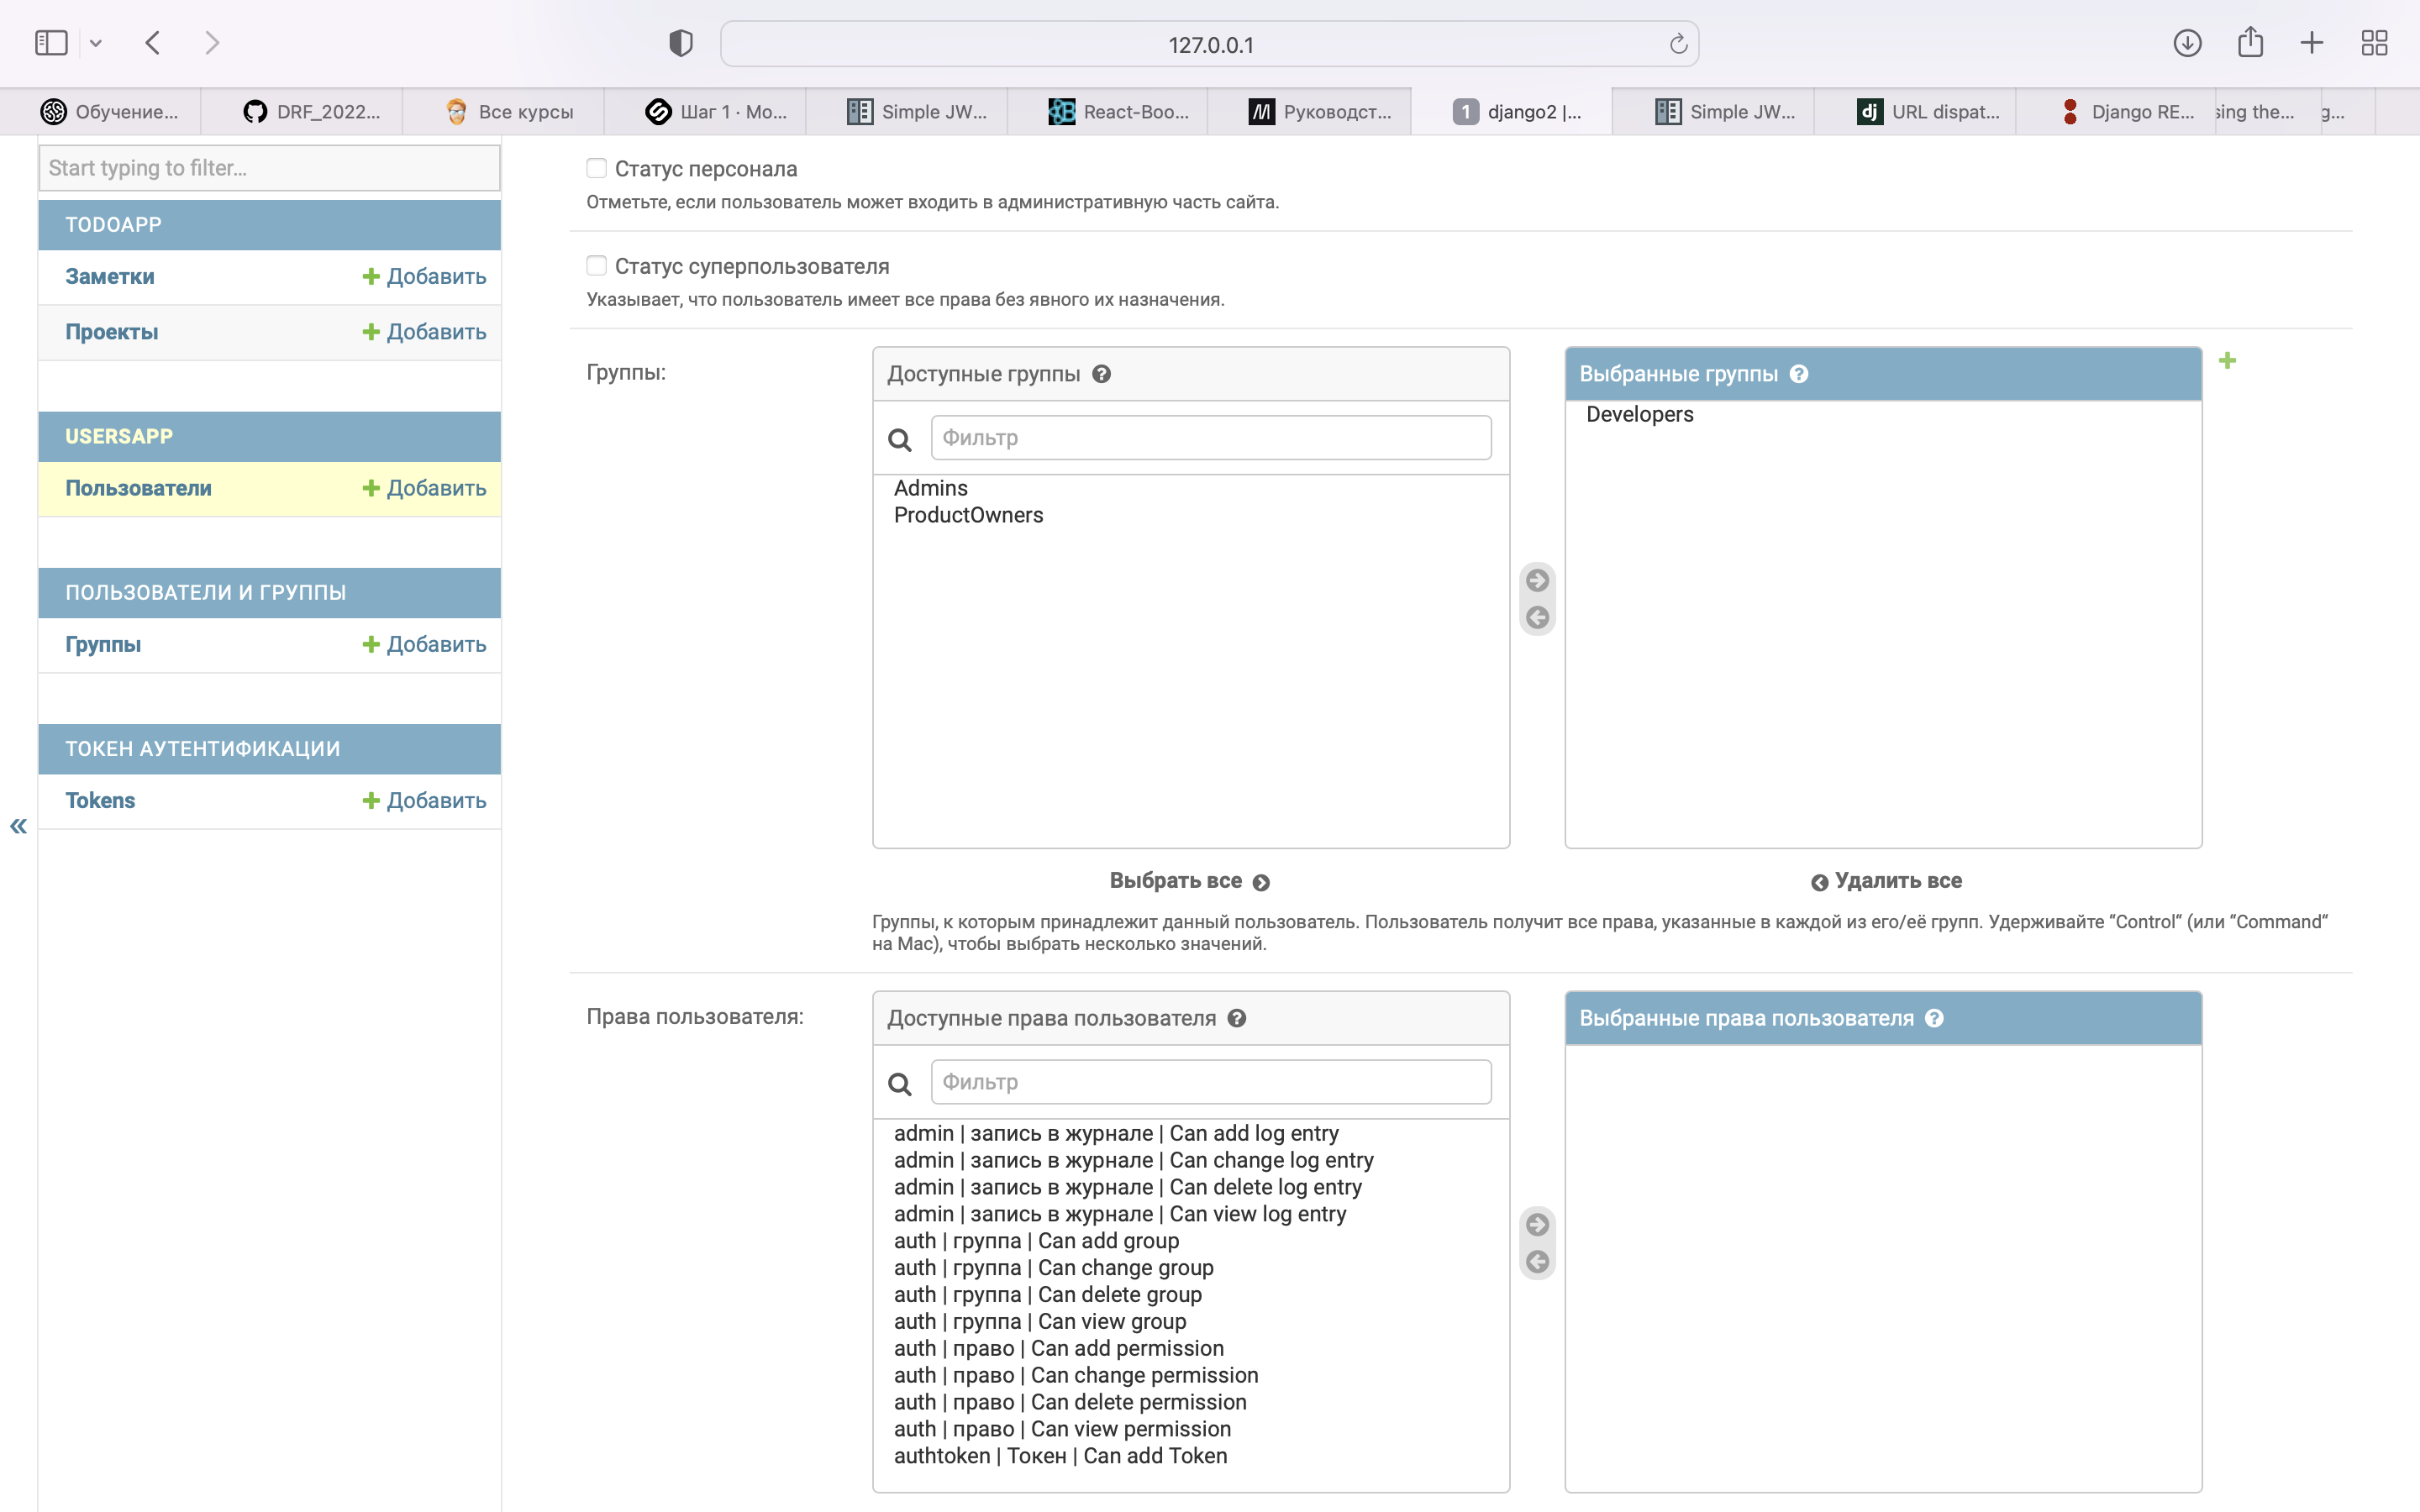 127.0.0.1
Обучение...
DRF_2022...
Все курсы
Шаг 1 · Mo...
Simple JW...
React-Boo...
Руководст...
1 django2 |...
Simple JW...
dj URL dispat...
Django RE...
sing the...
g...
Start typing to filter...
TODOAPP
Заметки Добавить
Проекты Добавить
USERSAPP
Пользователи Добавить
ПОЛЬЗОВАТЕЛИ И ГРУППЫ
Группы Добавить
ТОКЕН АУТЕНТИФИКАЦИИ
Tokens Добавить
«
Статус персонала
Отметьте, если пользователь может входить в административную часть сайта.
Статус суперпользователя
Указывает, что пользователь имеет все права без явного их назначения.
Группы:
Доступные группы ?
Фильтр
Admins
ProductOwners
Выбрать все
Выбранные группы ?
Developers
Удалить все
Группы, к которым принадлежит данный пользователь. Пользователь получит все права, указанные в каждой из его/её групп. Удерживайте “Control“ (или “Command“
на Mac), чтобы выбрать несколько значений.
Права пользователя:
Доступные права пользователя ?
Фильтр
admin | запись в журнале | Can add log entry
admin | запись в журнале | Can change log entry
admin | запись в журнале | Can delete log entry
admin | запись в журнале | Can view log entry
auth | группа | Can add group
auth | группа | Can change group
auth | группа | Can delete group
auth | группа | Can view group
auth | право | Can add permission
auth | право | Can change permission
auth | право | Can delete permission
auth | право | Can view permission
authtoken | Токен | Can add Token
Выбранные права пользователя ?